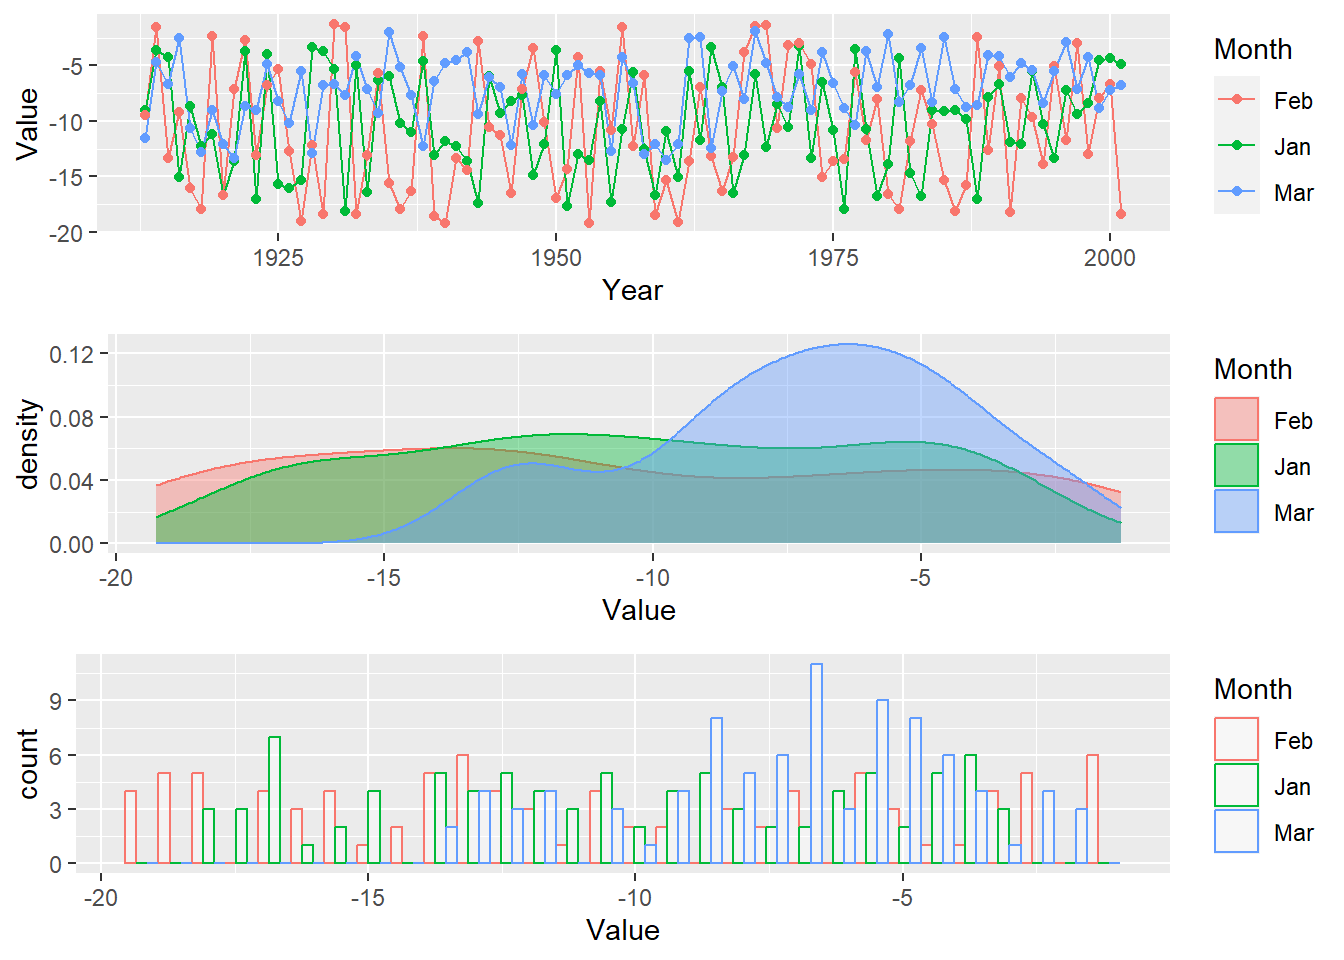 Value
-5
-10
-15
-20
1925 1950 1975 2000
Year
Month
Feb
Jan
Mar
density
0.12
0.08
0.04
0.00
-20 -15 -10 -5
Value
Month
Feb
Jan
Mar
count
9
6
3
0
-20 -15 -10 -5
Value
Month
Feb
Jan
Mar